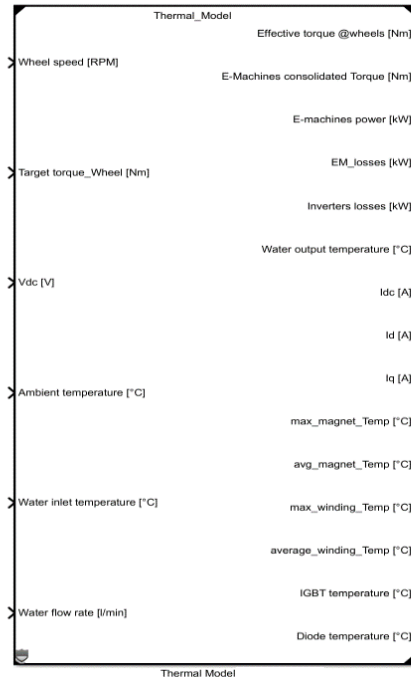 Thermal_Model
Effective torque @wheels [Nm]
Wheel speed [RPM]
E-Machines consolidated Torque [Nm]
E-machines power [kW]
EM_losses [kW]
Target torque_Wheel [Nm]
Inverters losses [kW]
Water output temperature [°C]
Vdc [V]
Idc [A]
Id [A]
Iq [A]
Ambient temperature [°C]
max_magnet_Temp [°C]
avg_magnet_Temp [°C]
Water inlet temperature [°C]
max_winding_Temp [°C]
average_winding_Temp [°C]
IGBT temperature [°C]
Water flow rate [l/min]
Diode temperature [°C]
Thermal Model